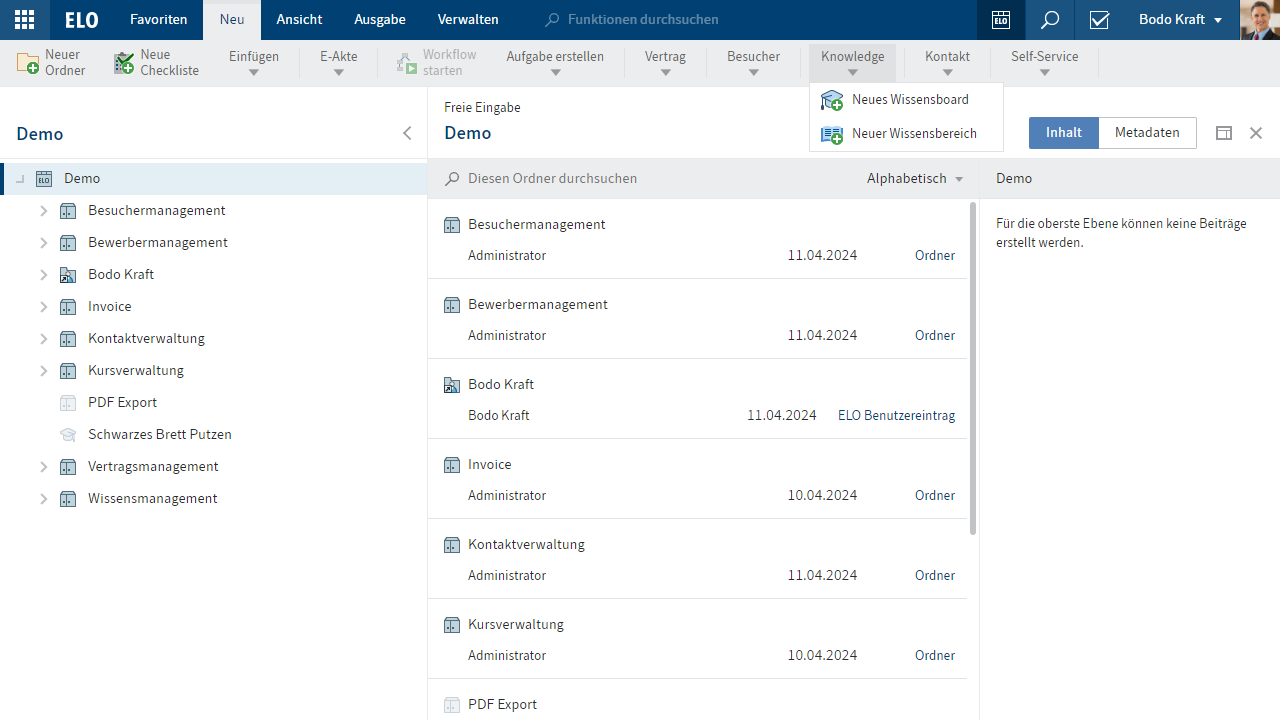 ELO Favoriten Neu Ansicht Ausgabe Verwalten Funktionen durchsuchen ELO Bodo Kraft
Neuer Ordner Neue Checkliste Einfügen E-Akte Workflow starten Aufgabe erstellen Vertrag Besucher Knowledge Kontakt Self-Service
Neues Wissensboard
Neuer Wissensbereich
Demo
Freie Eingabe
Demo
Inhalt Metadaten
ELO Demo
Besuchermanagement
Bewerbermanagement
Bodo Kraft
Invoice
Kontaktverwaltung
Kursverwaltung
PDF Export
Schwarzes Brett Putzen
Vertragsmanagement
Wissensmanagement
Diesen Ordner durchsuchen Alphabetisch
Besuchermanagement
Administrator 11.04.2024 Ordner
Bewerbermanagement
Administrator 11.04.2024 Ordner
Bodo Kraft
Bodo Kraft 11.04.2024 ELO Benutzereintrag
Invoice
Administrator 10.04.2024 Ordner
Kontaktverwaltung
Administrator 11.04.2024 Ordner
Kursverwaltung
Administrator 10.04.2024 Ordner
PDF Export
Demo
Für die oberste Ebene können keine Beiträge
erstellt werden.